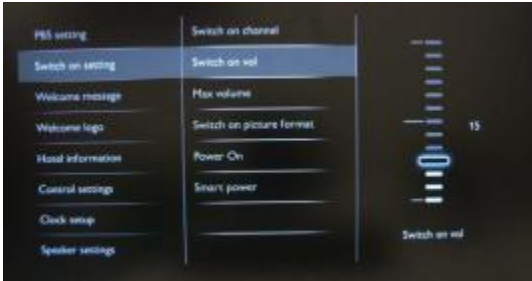 PBS setting
Switch on setting
Welcome message
Welcome logo
Hotel information
Control settings
Clock setup
Speaker settings
Switch on channel
Switch on vol
Max volume
Switch on picture format
Power On
Smart power
15
Switch on vol